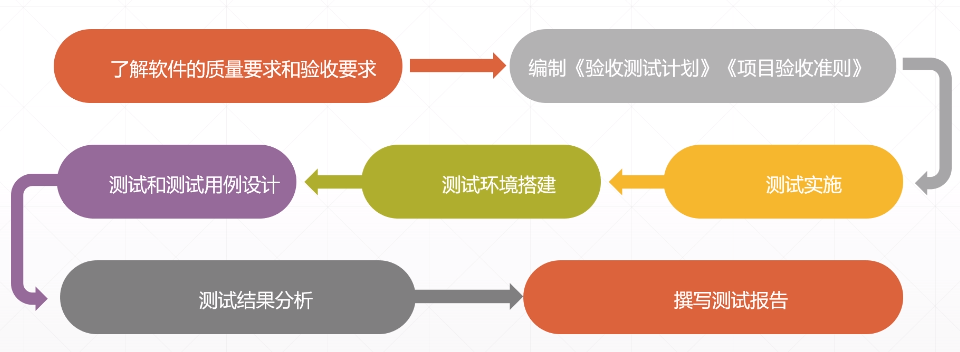 了解软件的质量要求和验收要求
编制《验收测试计划》《项目验收准则》
测试实施
测试环境搭建
测试和测试用例设计
测试结果分析
撰写测试报告